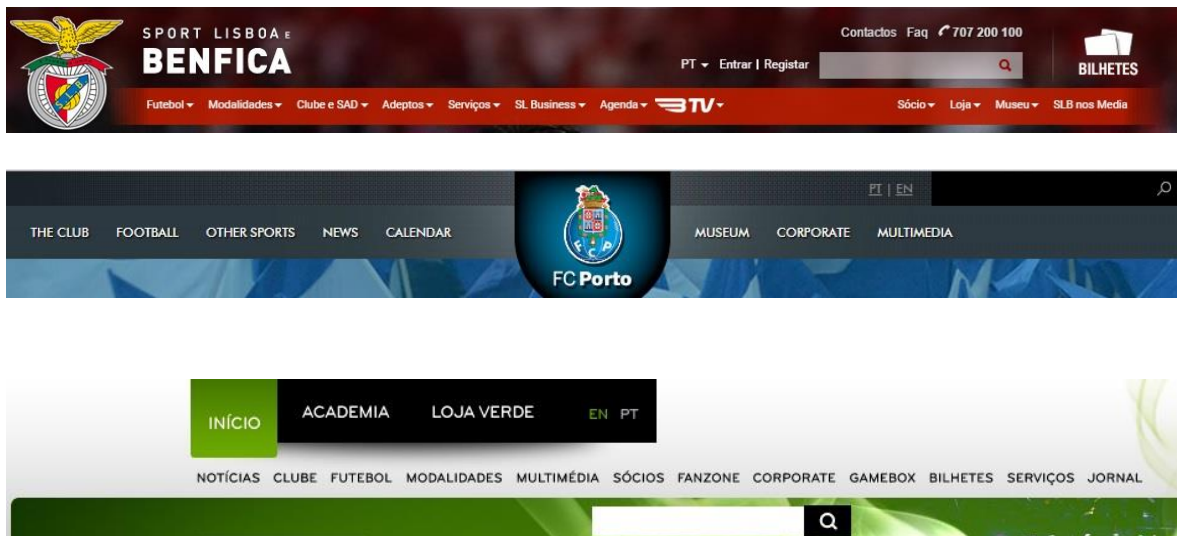 SPORT LISBOA E
BENFICA
Contactos Faq 707 200 100
PT Entrar | Registar
BILHETES
Futebol Modalidades Clube e SAD Adeptos Serviços SL Business Agenda BTV Sócio Loja Museu SLB nos Media
PT | EN
THE CLUB FOOTBALL OTHER SPORTS NEWS CALENDAR MUSEUM CORPORATE MULTIMEDIA
FCP
FC Porto
INÍCIO ACADEMIA LOJA VERDE EN PT
NOTÍCIAS CLUBE FUTEBOL MODALIDADES MULTIMÉDIA SÓCIOS FANZONE CORPORATE GAMEBOX BILHETES SERVIÇOS JORNAL